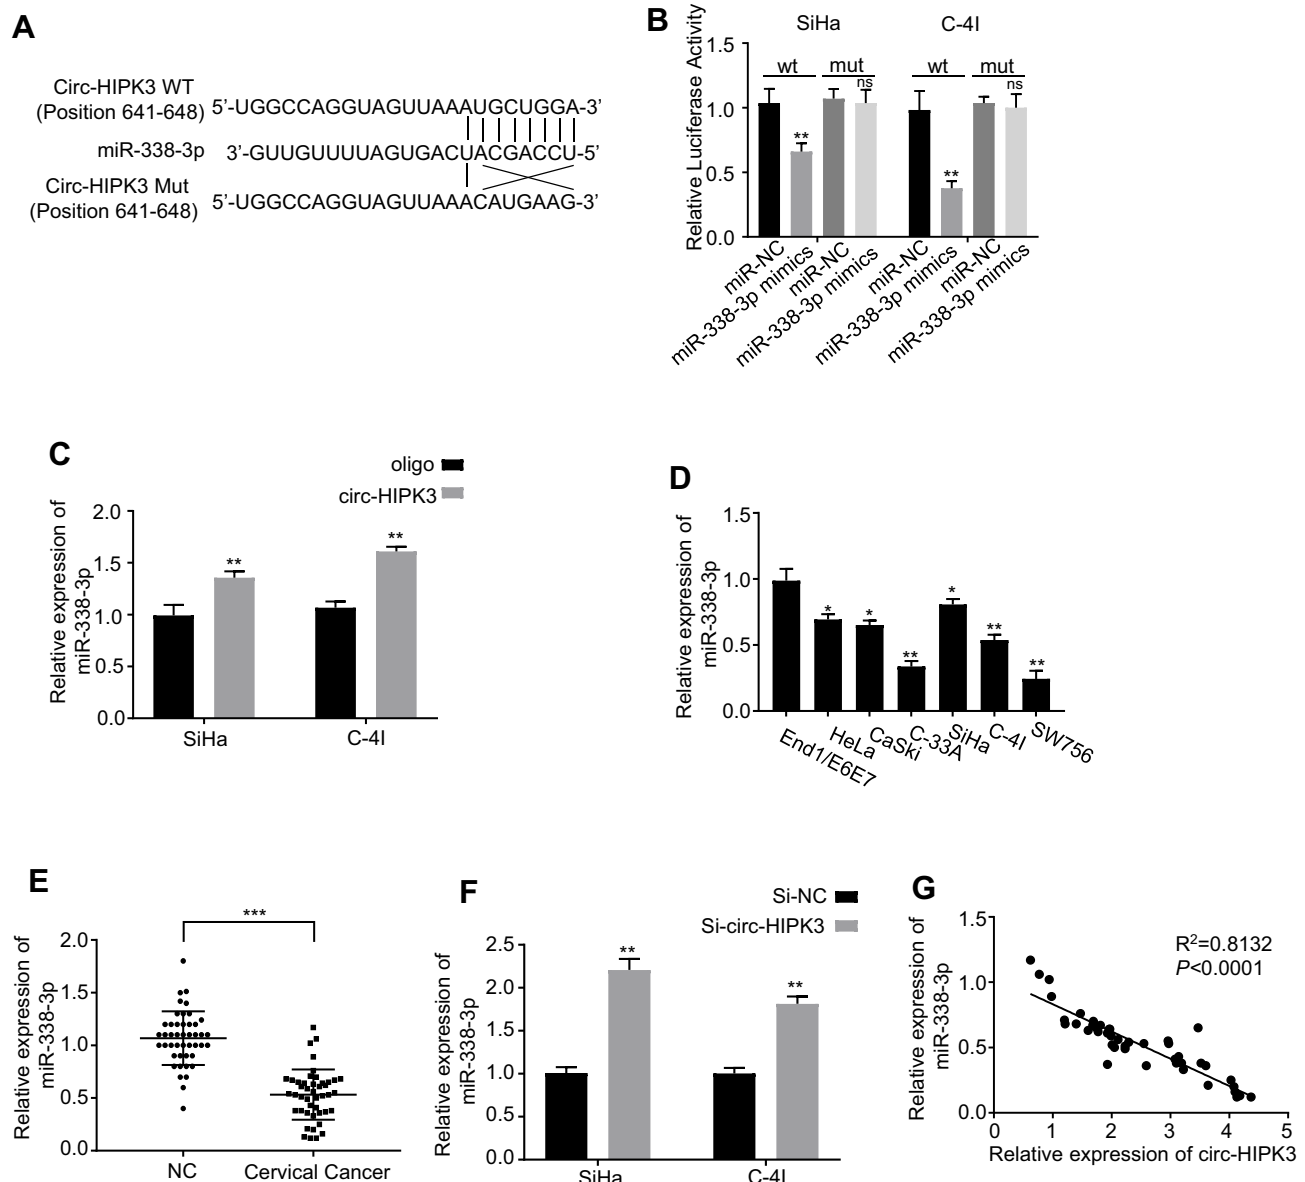 A
Circ-HIPK3 WT
(Position 641-648)
5’-UGGCCAGGUAGUUAAAUGCUGGA-3’
miR-338-3p
3’-GUUGUUUUAGUGACUACGACCU-5’
Circ-HIPK3 Mut
(Position 641-648)
5’-UGGCCAGGUAGUUAAACAUGAAG-3’
B
SiHa C-4I
Relative Luciferase Activity
1.5
1.0
0.5
0.0
wt mut wt mut
** ns ** ns
miR-NC
miR-338-3p mimics
miR-NC
miR-338-3p mimics
miR-NC
miR-338-3p mimics
miR-NC
miR-338-3p mimics
C
oligo
circ-HIPK3
Relative expression of
miR-338-3p
2.0
1.5
1.0
0.5
0.0
** **
SiHa C-4I
D
Relative expression of
miR-338-3p
1.5
1.0
0.5
0.0
* * ** * ** **
End1/E6E7
HeLa
CaSki
C-33A
SiHa
C-4I
SW756
E
Relative expression of
miR-338-3p
2.0
1.5
1.0
0.5
0.0
***
NC Cervical Cancer
F
Si-NC
Si-circ-HIPK3
Relative expression of
miR-338-3p
2.5
2.0
1.5
1.0
0.5
0.0
** **
SiHa C-4I
G
Relative expression of
miR-338-3p
1.5
1.0
0.5
0.0
R²=0.8132
P<0.0001
0 1 2 3 4 5
Relative expression of circ-HIPK3